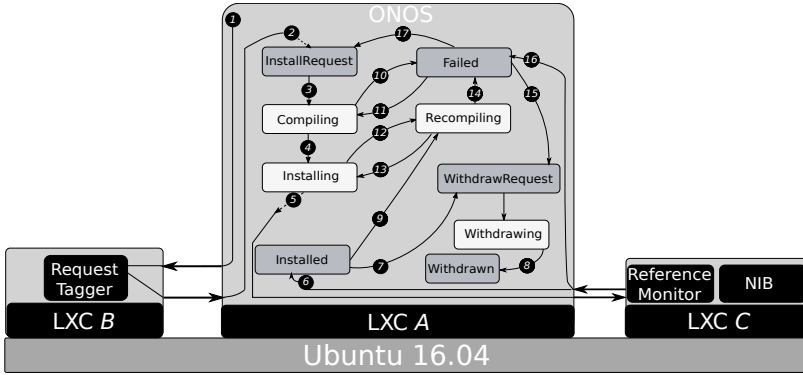 ONOS
1
2
17
InstallRequest
Failed
16
10
3
11
14
15
Compiling
12
Recompiling
4
13
Installing
WithdrawRequest
5
9
Withdrawing
Installed
7
Withdrawn
8
6
Request
Tagger
Reference
Monitor
NIB
LXC B
LXC A
LXC C
Ubuntu 16.04